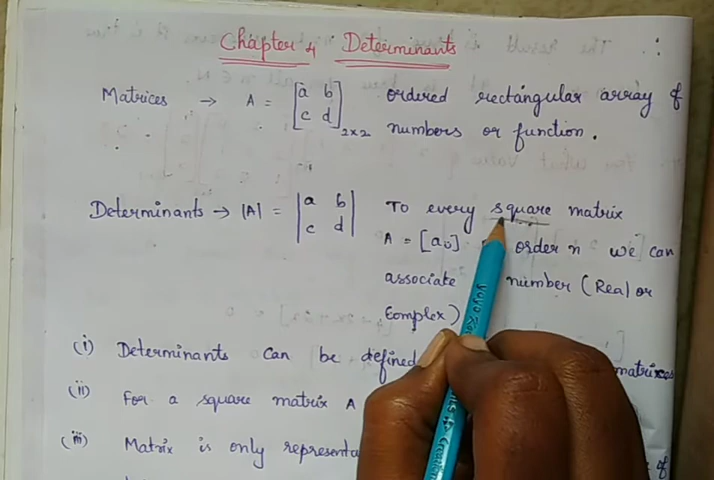 Chapter 4 Determinants
Matrices → A = [a b
c d] 2×2 ordered rectangular array of
numbers or function.
Determinants → |A| = |a b
c d| To every square matrix
A = [aij] order n we can
associate number (Real or
Complex)
(i) Determinants can be defined matrices
(ii) For a square matrix A
(iii) Matrix is only representa of